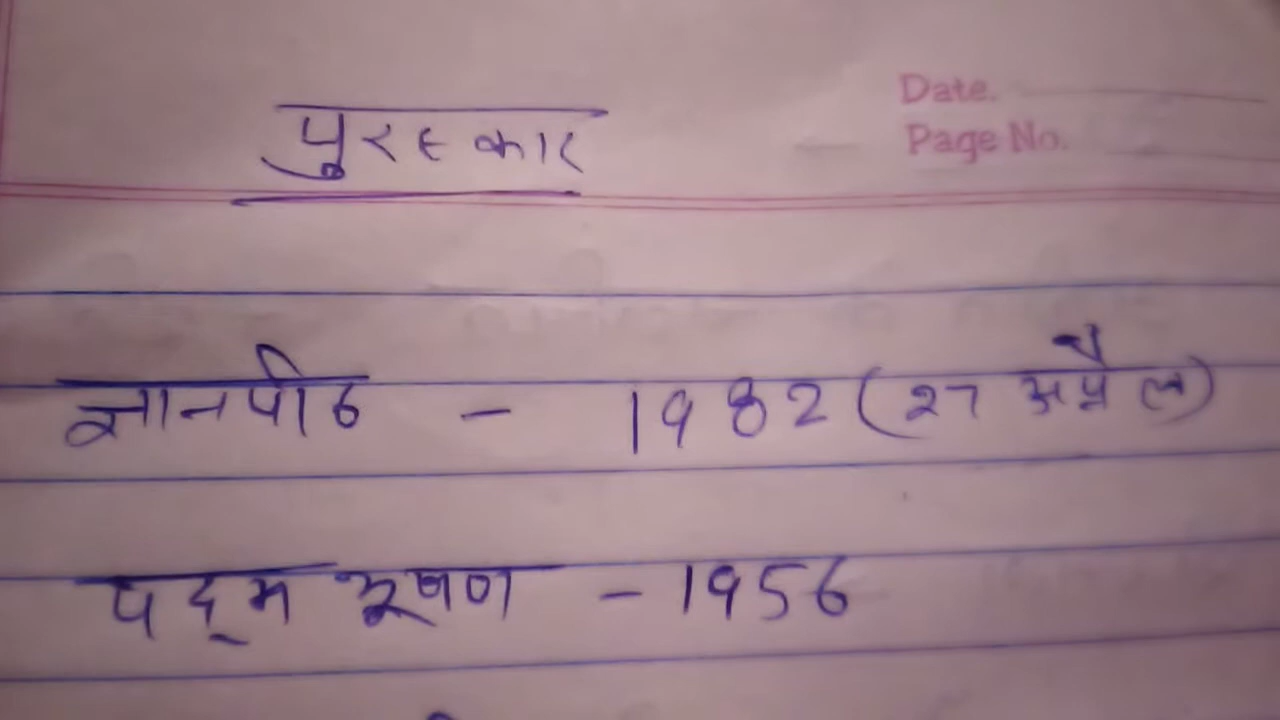 Date.
Page No.
पुरस्कार
ज्ञानपीठ - 1982 (27 अप्रैल)
पद्म भूषण - 1956